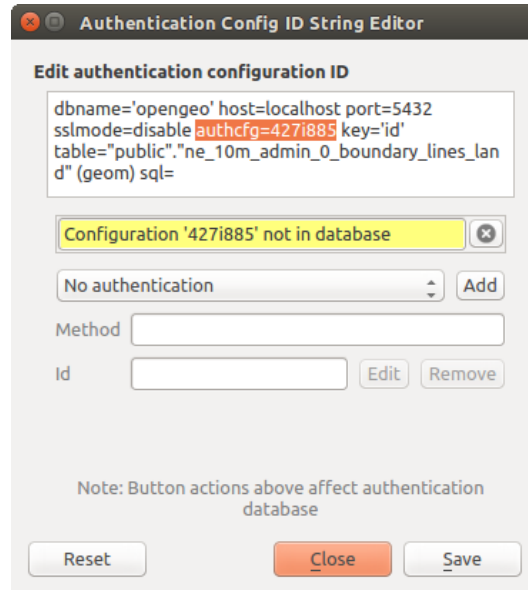 Authentication Config ID String Editor
Edit authentication configuration ID
dbname='opengeo' host=localhost port=5432
sslmode=disable authcfg=427i885 key='id'
table="public"."ne_10m_admin_0_boundary_lines_lan
d" (geom) sql=
Configuration '427i885' not in database
No authentication Add
Method
Id Edit Remove
Note: Button actions above affect authentication
database
Reset Close Save